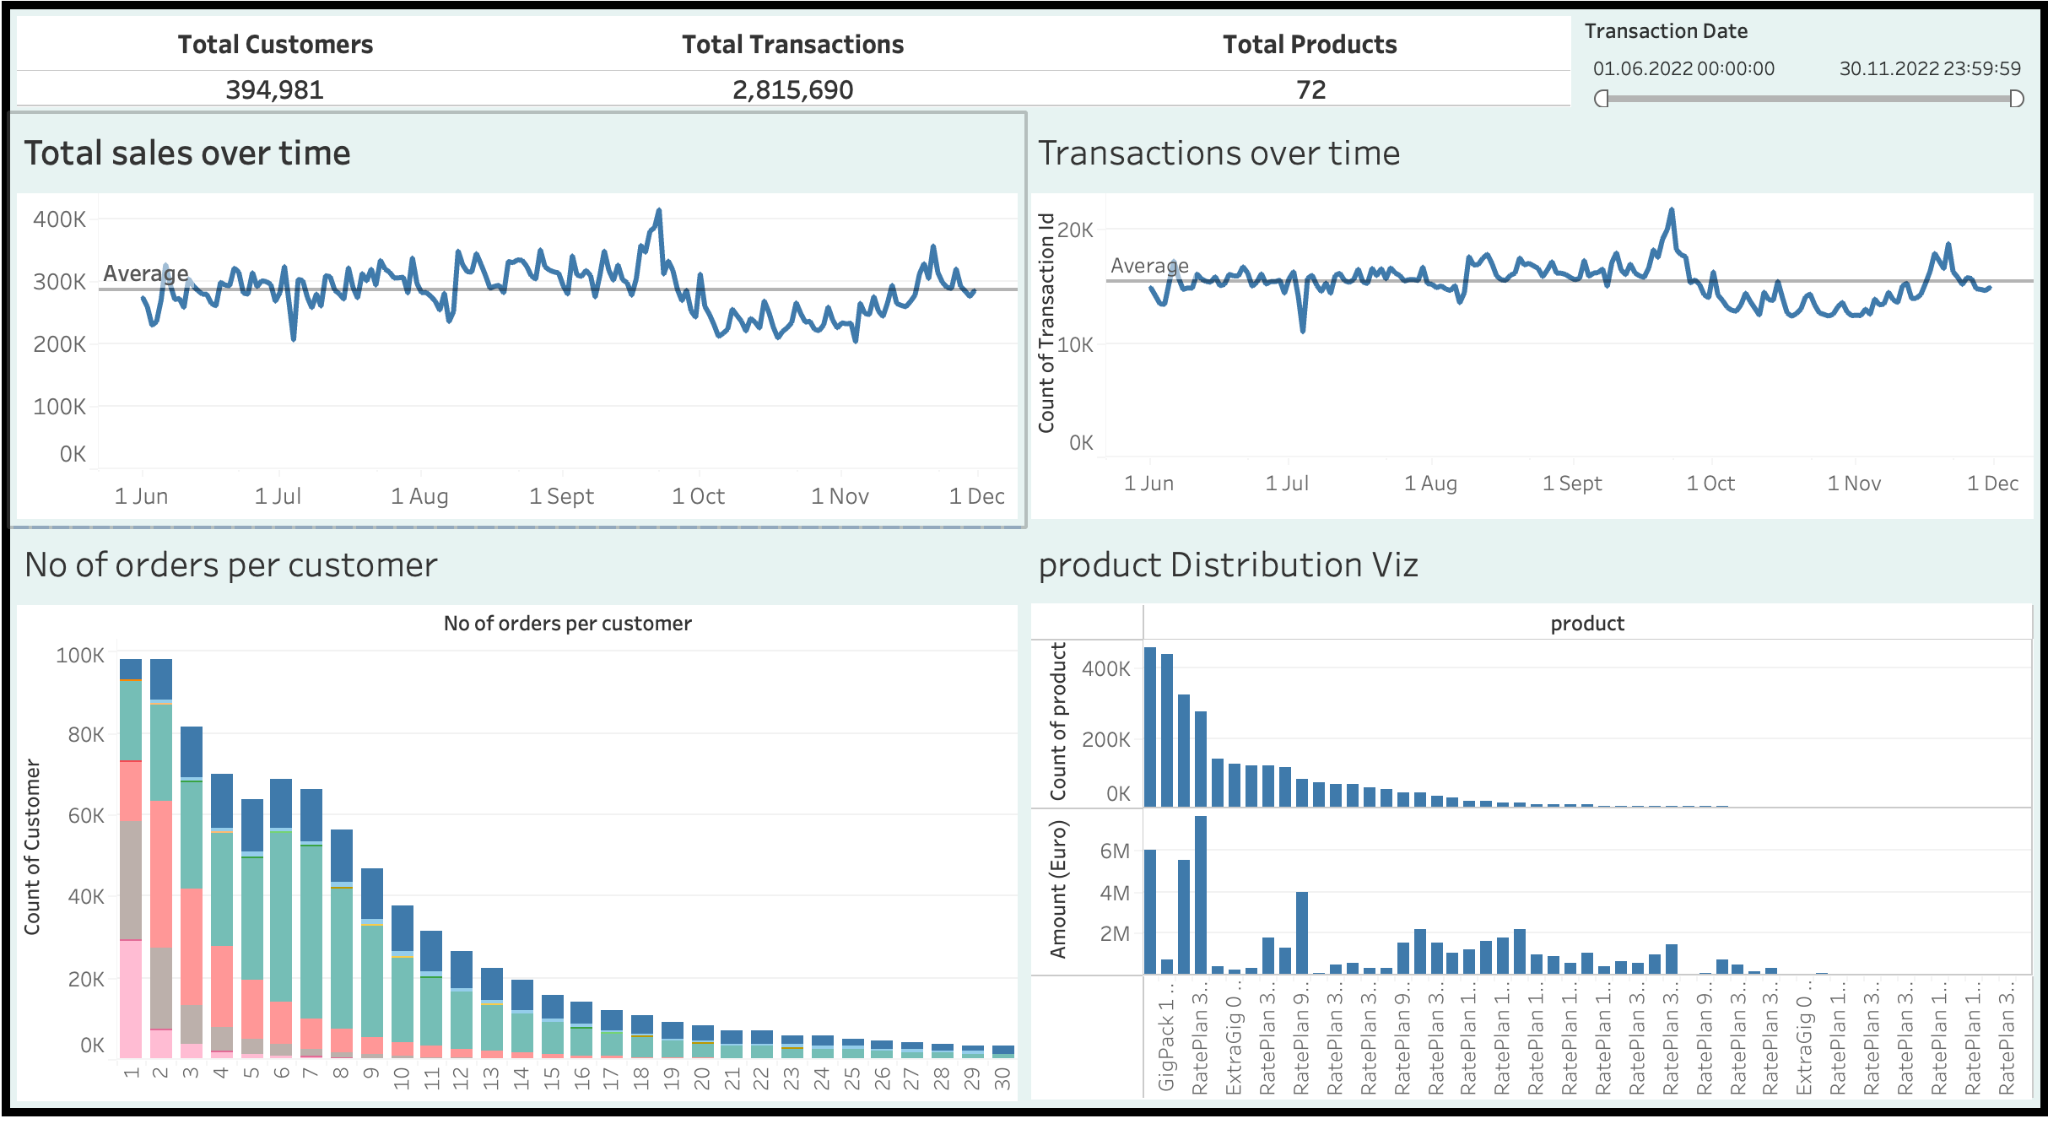 Total Customers Total Transactions Total Products
394,981 2,815,690 72
Transaction Date
01.06.2022 00:00:00 30.11.2022 23:59:59
Total sales over time
400K
300K
200K
100K
0K
Average
1 Jun 1 Jul 1 Aug 1 Sept 1 Oct 1 Nov 1 Dec
Transactions over time
Count of Transaction Id
20K
10K
0K
Average
1 Jun 1 Jul 1 Aug 1 Sept 1 Oct 1 Nov 1 Dec
No of orders per customer
No of orders per customer
Count of Customer
100K
80K
60K
40K
20K
0K
1 2 3 4 5 6 7 8 9 10 11 12 13 14 15 16 17 18 19 20 21 22 23 24 25 26 27 28 29 30
product Distribution Viz
product
Count of product
400K
200K
0K
Amount (Euro)
6M
4M
2M
GigPack 1 ..
RatePlan 3..
ExtraGig 0 ..
RatePlan 3..
RatePlan 9..
RatePlan 3..
RatePlan 3..
RatePlan 9..
RatePlan 3..
RatePlan 1..
RatePlan 1..
RatePlan 1..
RatePlan 1..
RatePlan 1..
RatePlan 3..
RatePlan 3..
RatePlan 9..
RatePlan 3..
RatePlan 3..
ExtraGig 0 ..
RatePlan 1..
RatePlan 3..
RatePlan 3..
RatePlan 1..
RatePlan 1..
RatePlan 3..